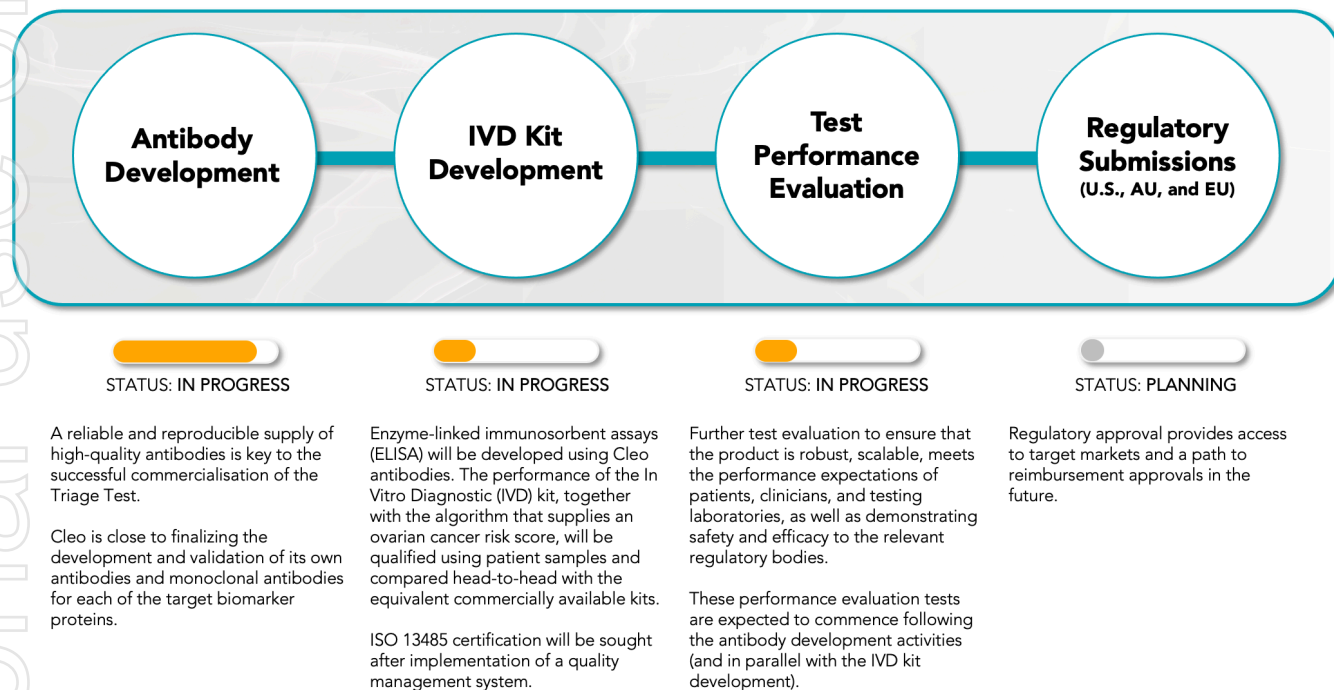 Antibody
Development
IVD Kit
Development
Test
Performance
Evaluation
Regulatory
Submissions
(U.S., AU, and EU)
STATUS: IN PROGRESS
STATUS: IN PROGRESS
STATUS: IN PROGRESS
STATUS: PLANNING
A reliable and reproducible supply of
high-quality antibodies is key to the
successful commercialisation of the
Triage Test.
Cleo is close to finalizing the
development and validation of its own
antibodies and monoclonal antibodies
for each of the target biomarker
proteins.
Enzyme-linked immunosorbent assays
(ELISA) will be developed using Cleo
antibodies. The performance of the In
Vitro Diagnostic (IVD) kit, together
with the algorithm that supplies an
ovarian cancer risk score, will be
qualified using patient samples and
compared head-to-head with the
equivalent commercially available kits.
ISO 13485 certification will be sought
after implementation of a quality
management system.
Further test evaluation to ensure that
the product is robust, scalable, meets
the performance expectations of
patients, clinicians, and testing
laboratories, as well as demonstrating
safety and efficacy to the relevant
regulatory bodies.
These performance evaluation tests
are expected to commence following
the antibody development activities
(and in parallel with the IVD kit
development).
Regulatory approval provides access
to target markets and a path to
reimbursement approvals in the
future.